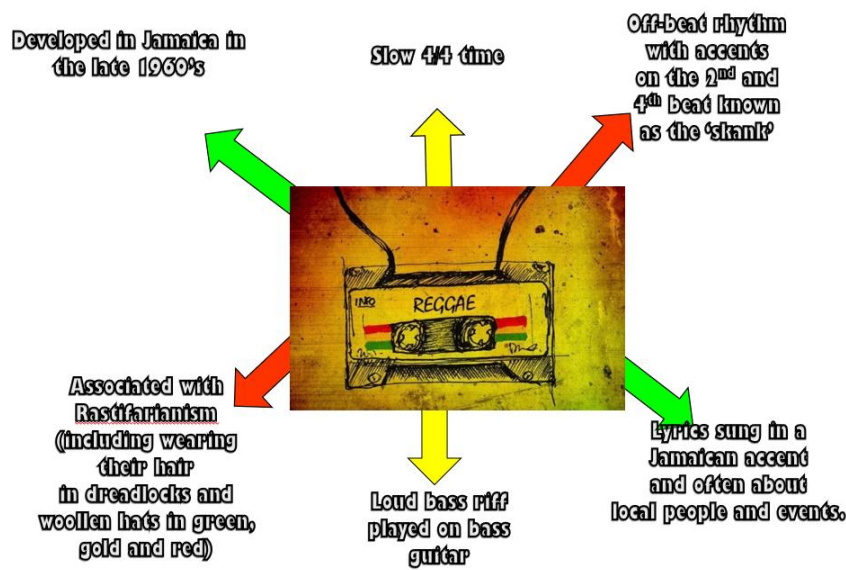 Developed in Jamaica in
the late 1960's
Slow 4/4 time
Off-beat rhythm
with accents
on the 2nd and
4th beat known
as the 'skank'
INFO
REGGAE
Associated with
Rastifarianism
(including wearing
their hair
in dreadlocks and
woollen hats in green,
gold and red)
Loud bass riff
played on bass
guitar
Lyrics sung in a
Jamaican accent
and often about
local people and events.